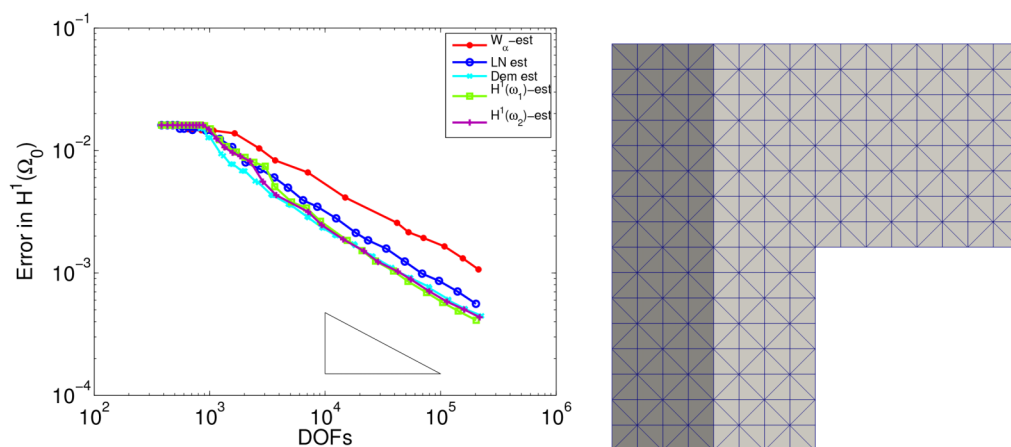 10^-1
10^-2
10^-3
10^-4
Error in H^1(Ω_0)
W_α-est
LN est
Dem est
H^1(ω_1)-est
H^1(ω_2)-est
10^2 10^3 10^4 10^5 10^6
DOFs